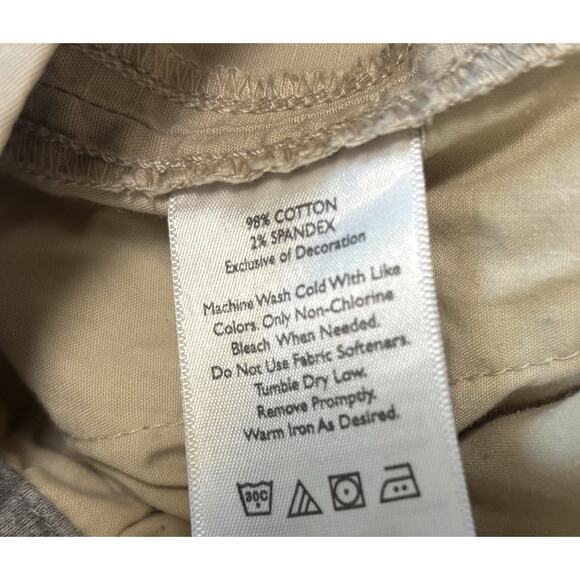 98% COTTON
2% SPANDEX
Exclusive of Decoration
Machine Wash Cold With Like
Colors. Only Non-Chlorine
Bleach When Needed.
Do Not Use Fabric Softeners.
Tumble Dry Low.
Remove Promptly.
Warm Iron As Desired.
30C